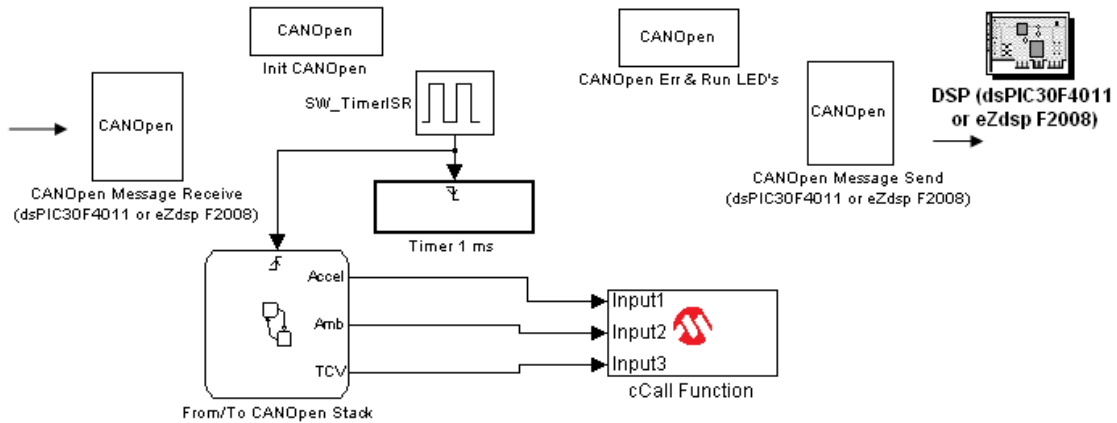 CANOpen
Init CANOpen
CANOpen
CANOpen Err & Run LED's
DSP (dsPIC30F4011
or eZdsp F2008)
CANOpen
CANOpen Message Receive
(dsPIC30F4011 or eZdsp F2008)
SW_TimerISR
CANOpen
CANOpen Message Send
(dsPIC30F4011 or eZdsp F2008)
Timer 1 ms
Accel
Amb
TCV
From/To CANOpen Stack
Input1
Input2
Input3
cCall Function